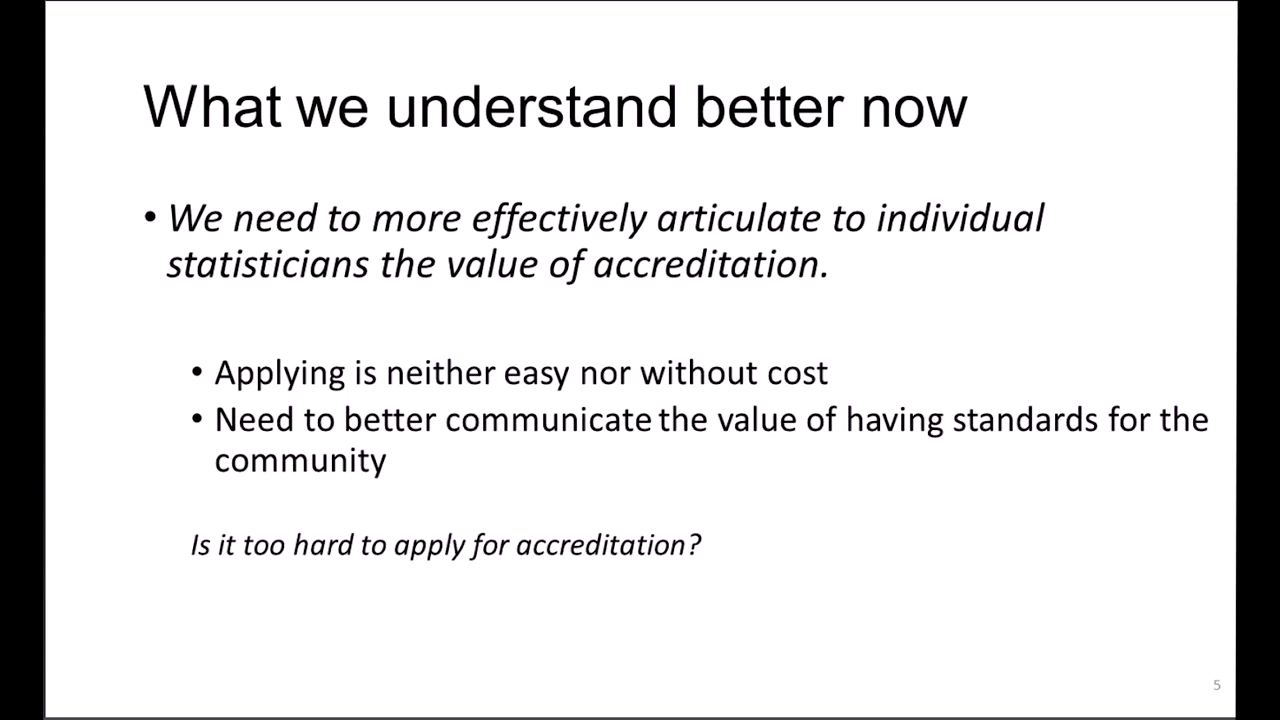 What we understand better now
• We need to more effectively articulate to individual
statisticians the value of accreditation.
• Applying is neither easy nor without cost
• Need to better communicate the value of having standards for the
community
Is it too hard to apply for accreditation?
5